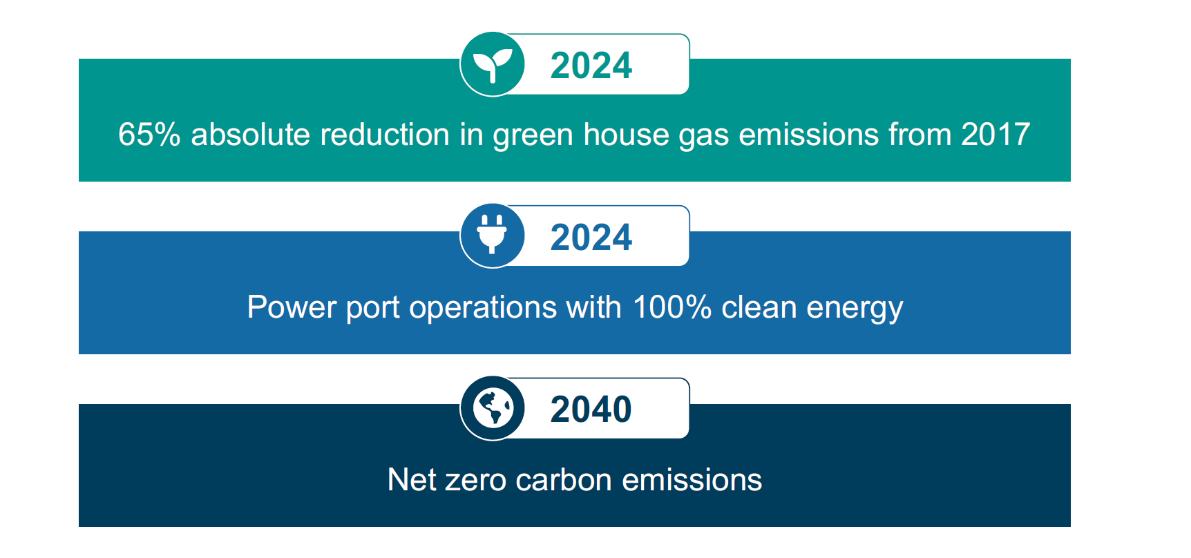 2024
65% absolute reduction in green house gas emissions from 2017
2024
Power port operations with 100% clean energy
2040
Net zero carbon emissions